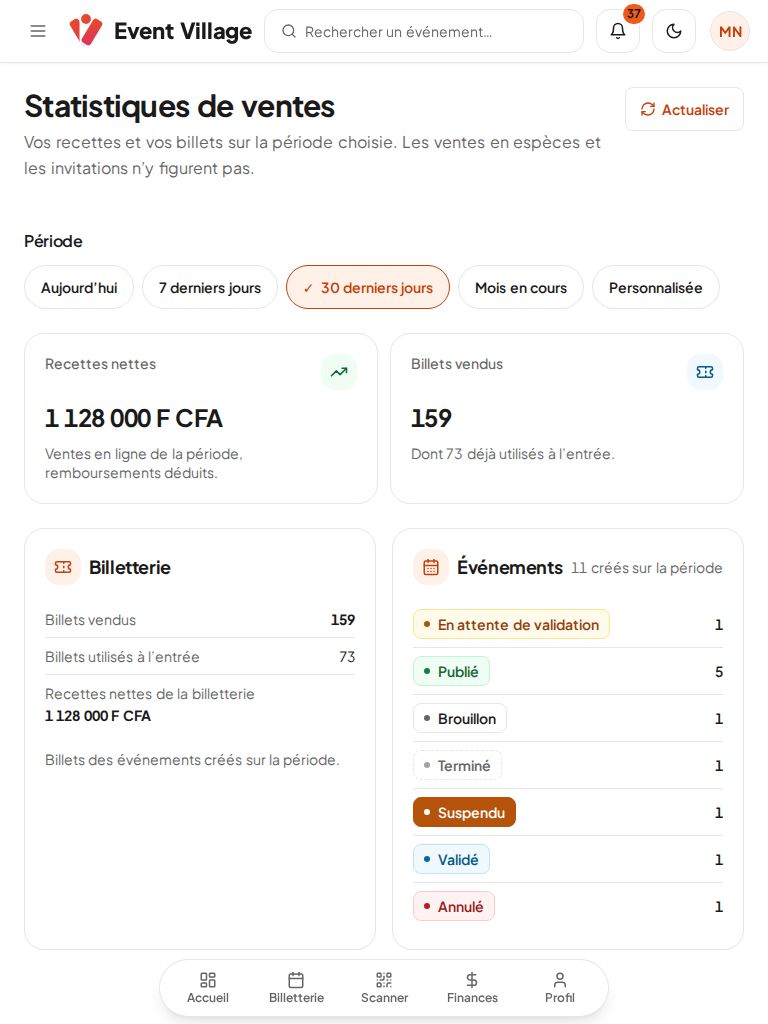 Event Village
Rechercher un événement…
37
MN
Statistiques de ventes
Actualiser
Vos recettes et vos billets sur la période choisie. Les ventes en espèces et
les invitations n’y figurent pas.
Période
Aujourd’hui
7 derniers jours
✓ 30 derniers jours
Mois en cours
Personnalisée
Recettes nettes
1 128 000 F CFA
Ventes en ligne de la période,
remboursements déduits.
Billets vendus
159
Dont 73 déjà utilisés à l’entrée.
Billetterie
Billets vendus 159
Billets utilisés à l’entrée 73
Recettes nettes de la billetterie
1 128 000 F CFA
Billets des événements créés sur la période.
Événements 11 créés sur la période
En attente de validation 1
Publié 5
Brouillon 1
Terminé 1
Suspendu 1
Validé 1
Annulé 1
Accueil
Billetterie
Scanner
Finances
Profil